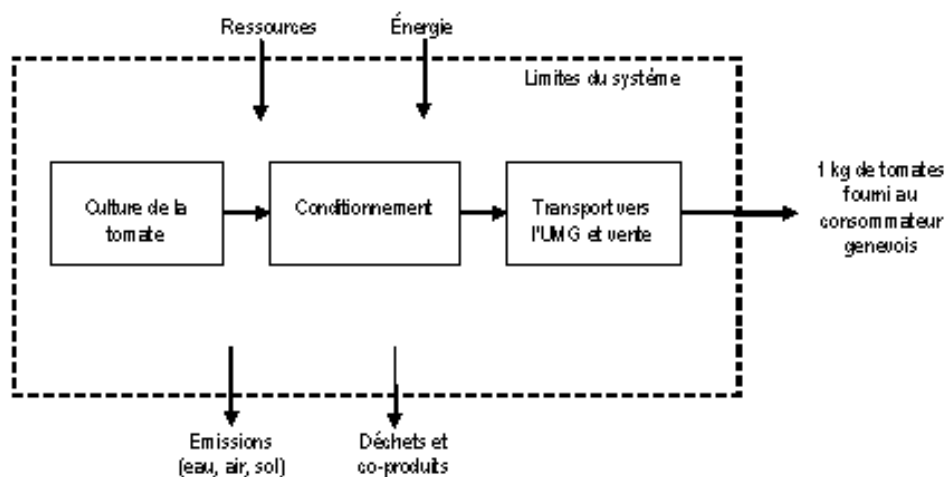 Ressources
Énergie
Limites du systéme
Culture de la
tomate
Conditionnement
Transport vers
l'UMG et vente
1 kg de tomates
fourni au
consommateur
genevois
Emissions
(eau, air, sol)
Déchets et
co-produits